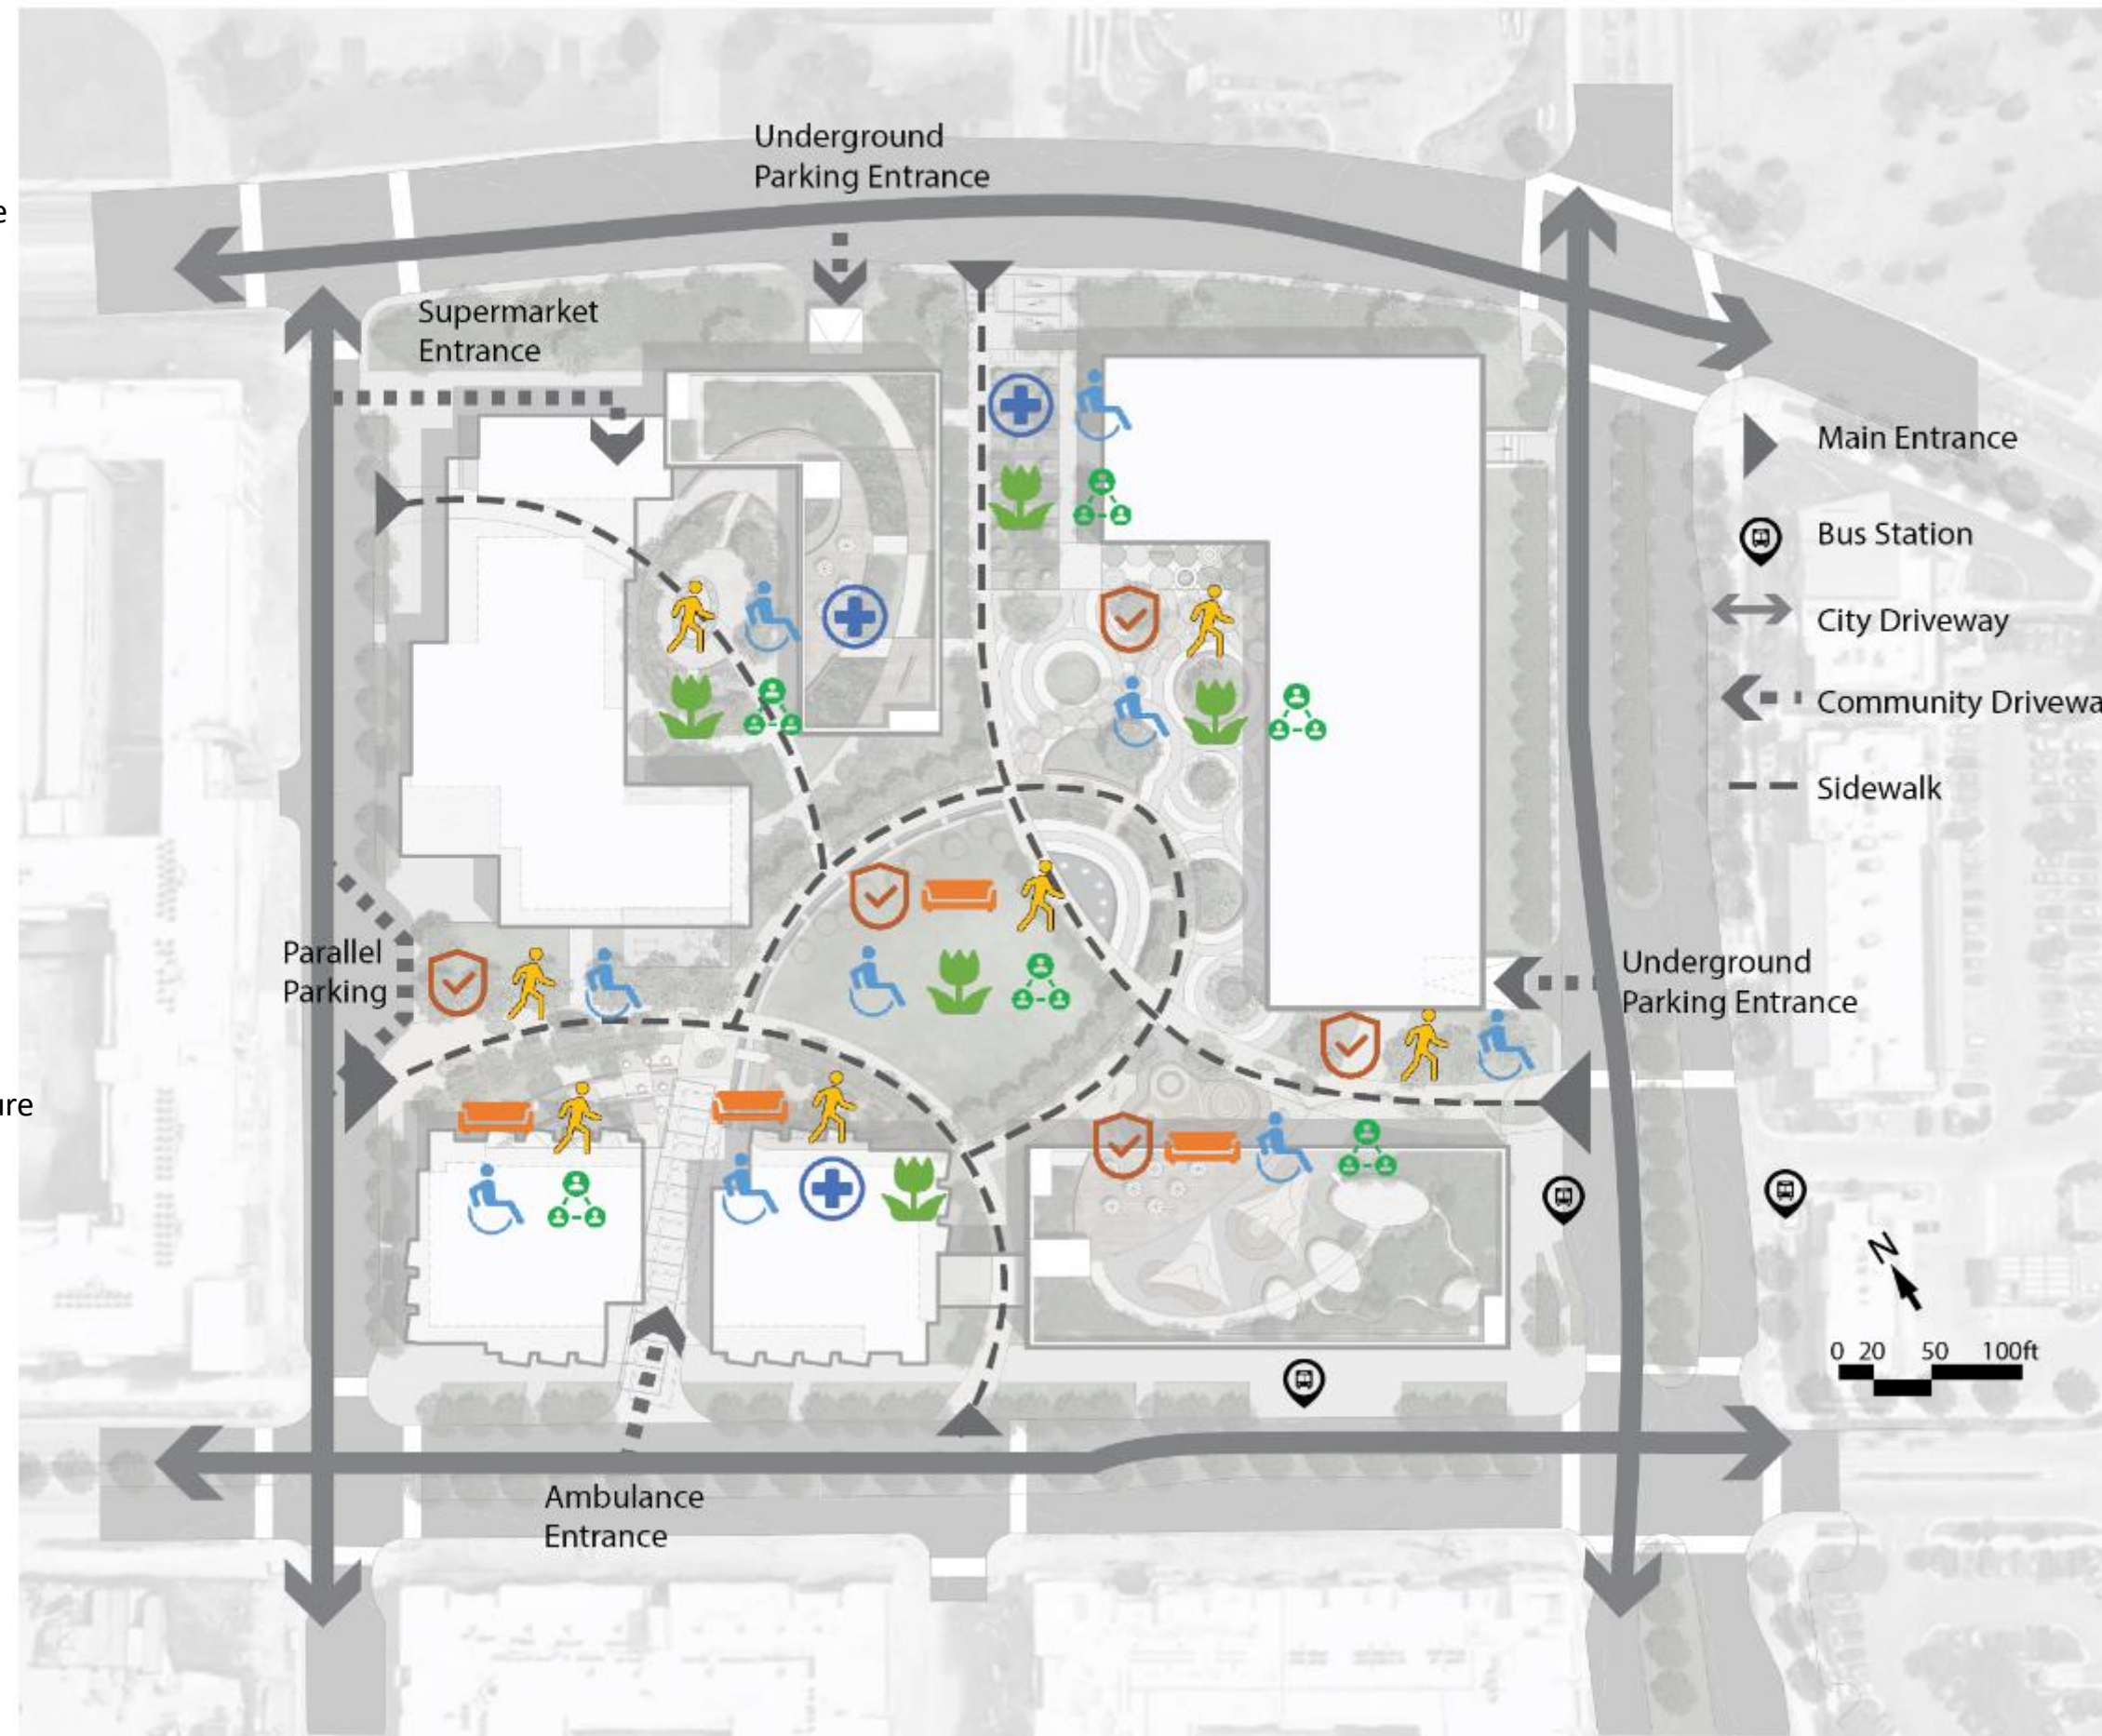 e
Underground
Parking Entrance
Supermarket
Entrance
Main Entrance
Bus Station
City Driveway
Community Drivewa
Sidewalk
Parallel
Parking
Underground
Parking Entrance
ure
N
0 20 50 100ft
Ambulance
Entrance